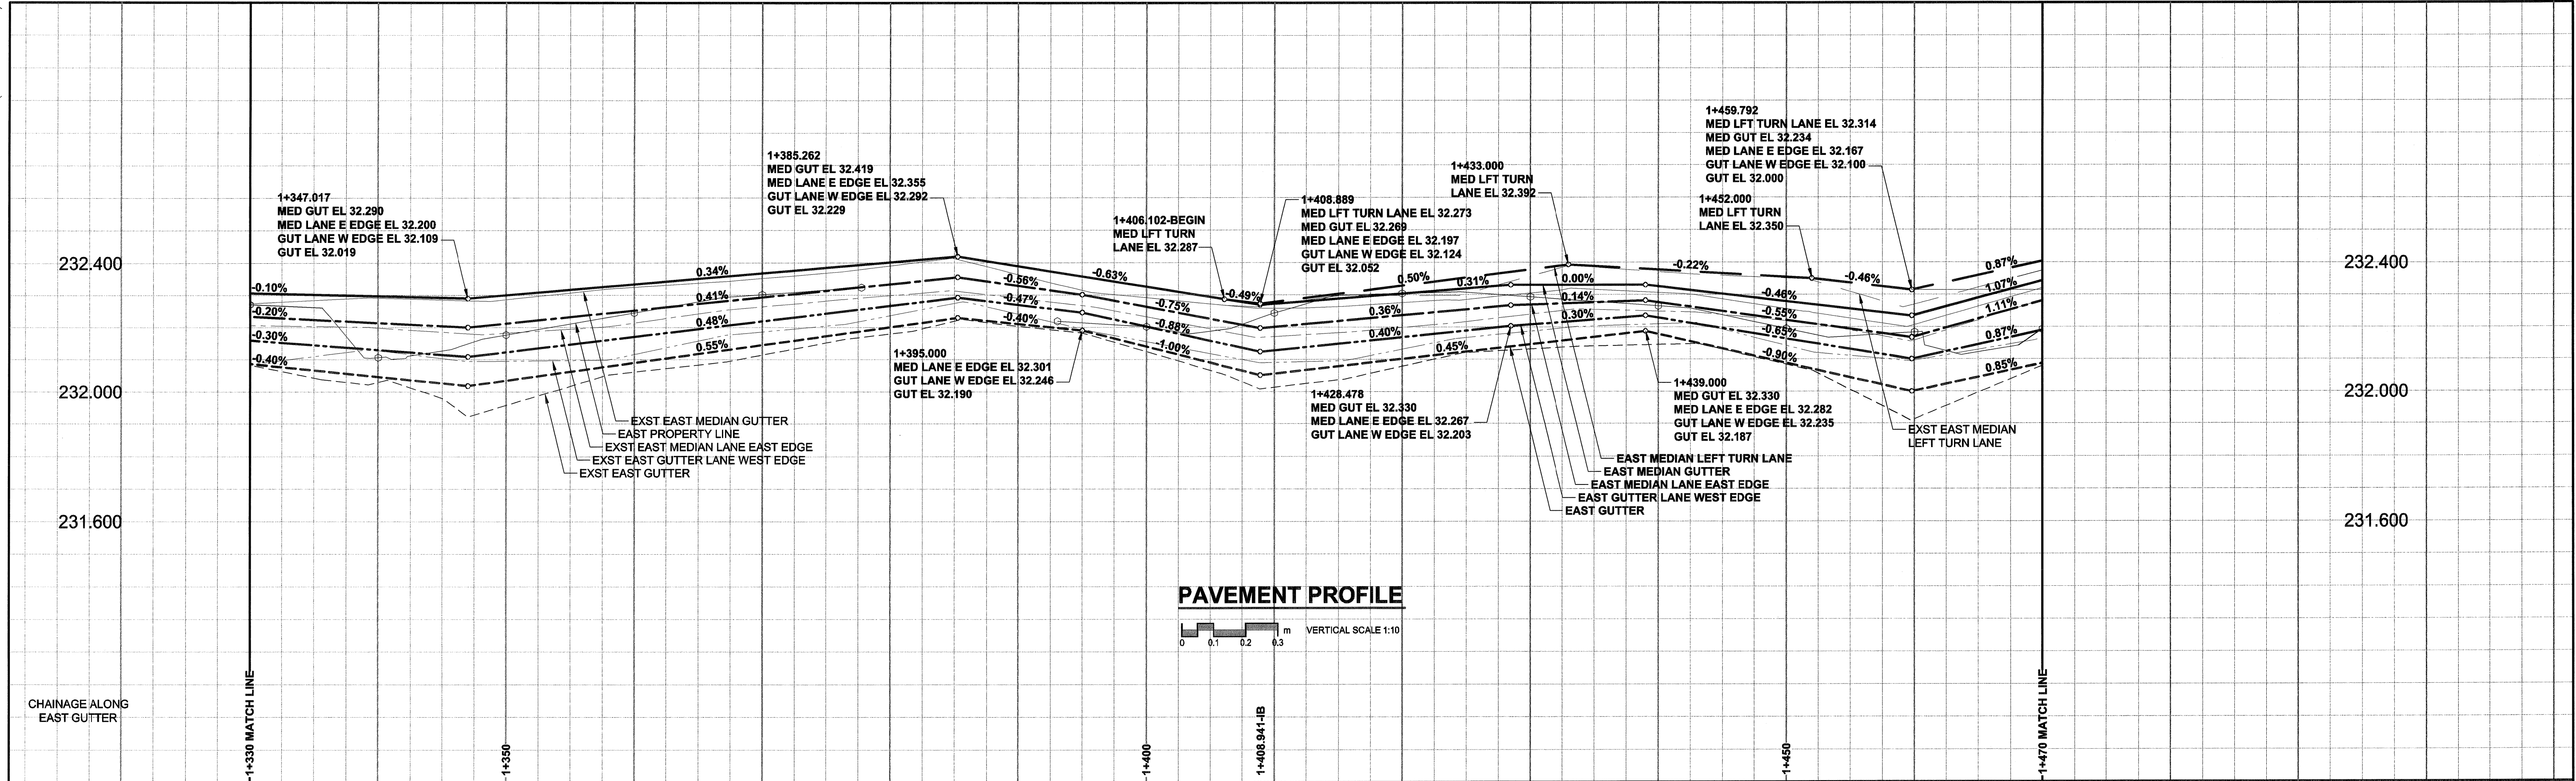 1+347.017
MED GUT EL 32.290
MED LANE E EDGE EL 32.200
GUT LANE W EDGE EL 32.109
GUT EL 32.019
1+385.262
MED GUT EL 32.419
MED LANE E EDGE EL 32.355
GUT LANE W EDGE EL 32.292
GUT EL 32.229
1+406.102-BEGIN
MED LFT TURN
LANE EL 32.287
1+408.889
MED LFT TURN LANE EL 32.273
MED GUT EL 32.269
MED LANE E EDGE EL 32.197
GUT LANE W EDGE EL 32.124
GUT EL 32.052
1+433.000
MED LFT TURN
LANE EL 32.392
1+459.792
MED LFT TURN LANE EL 32.314
MED GUT EL 32.234
MED LANE E EDGE EL 32.167
GUT LANE W EDGE EL 32.100
GUT EL 32.000
1+452.000
MED LFT TURN
LANE EL 32.350
232.400
232.400
-0.10%
-0.20%
-0.30%
-0.40%
0.34%
0.41%
0.48%
0.55%
-0.56%
-0.47%
-0.40%
-0.63%
-0.75%
-0.88%
-1.00%
-0.49%
0.50%
0.31%
0.36%
0.40%
0.45%
0.00%
0.14%
0.30%
-0.22%
-0.46%
-0.46%
-0.55%
-0.65%
-0.90%
0.87%
1.07%
1.11%
0.87%
0.85%
232.000
232.000
1+395.000
MED LANE E EDGE EL 32.301
GUT LANE W EDGE EL 32.246
GUT EL 32.190
1+428.478
MED GUT EL 32.330
MED LANE E EDGE EL 32.267
GUT LANE W EDGE EL 32.203
1+439.000
MED GUT EL 32.330
MED LANE E EDGE EL 32.282
GUT LANE W EDGE EL 32.235
GUT EL 32.187
EXST EAST MEDIAN GUTTER
EAST PROPERTY LINE
EXST EAST MEDIAN LANE EAST EDGE
EXST EAST GUTTER LANE WEST EDGE
EXST EAST GUTTER
EAST MEDIAN LEFT TURN LANE
EAST MEDIAN GUTTER
EAST MEDIAN LANE EAST EDGE
EAST GUTTER LANE WEST EDGE
EAST GUTTER
EXST EAST MEDIAN
LEFT TURN LANE
231.600
231.600
PAVEMENT PROFILE
0 0.1 0.2 0.3 m VERTICAL SCALE 1:10
CHAINAGE ALONG
EAST GUTTER
1+330 MATCH LINE
1+350
1+400
1+408.941-IB
1+450
1+470 MATCH LINE